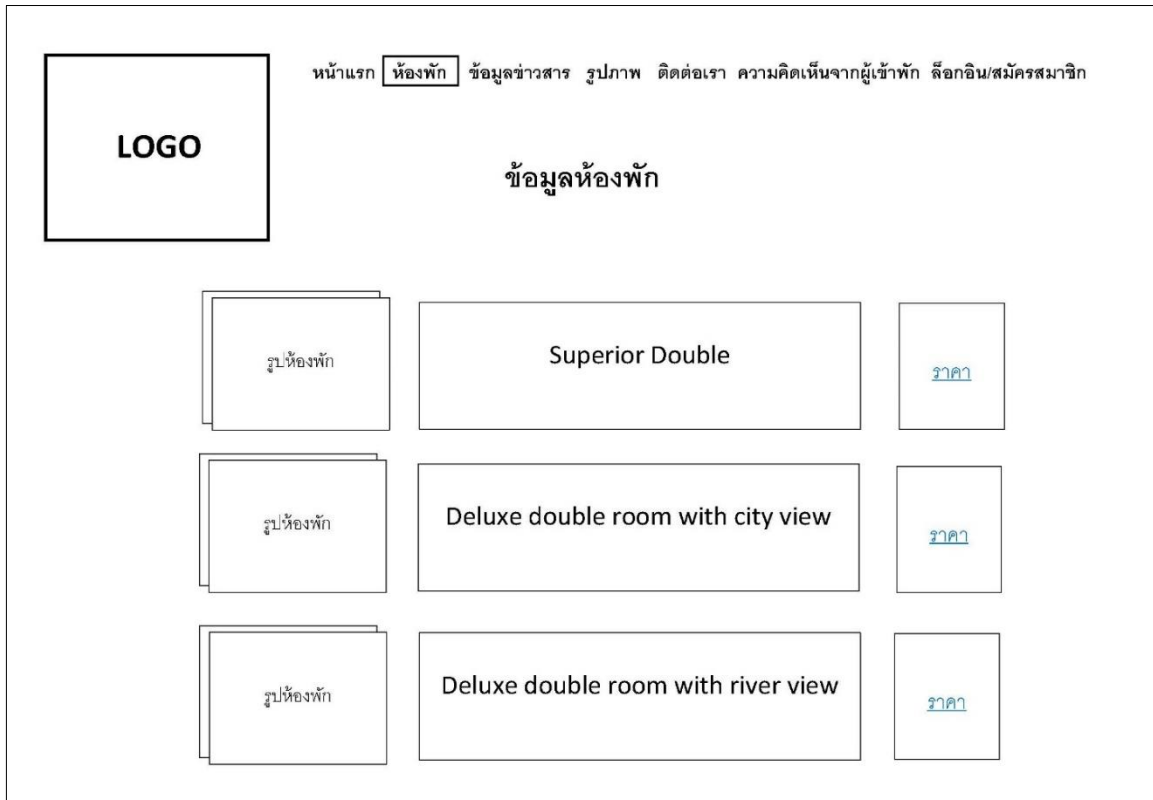 หน้าแรก ห้องพัก ข้อมูลข่าวสาร รูปภาพ ติดต่อเรา ความคิดเห็นจากผู้เข้าพัก ล็อกอิน/สมัครสมาชิก
LOGO
ข้อมูลห้องพัก
รูปห้องพัก
Superior Double
ราคา
รูปห้องพัก
Deluxe double room with city view
ราคา
รูปห้องพัก
Deluxe double room with river view
ราคา